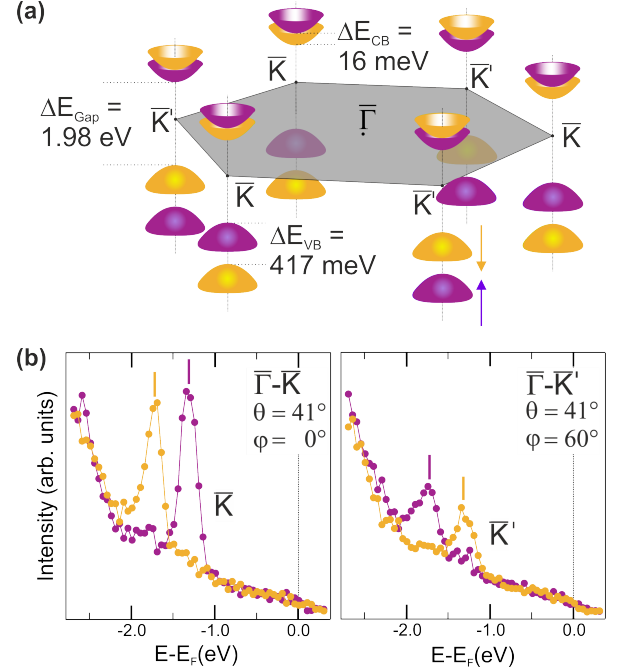 (a)
ΔE_CB =
16 meV
K̅
K̅'
ΔE_Gap =
1.98 eV
K̅'
Γ̅
K̅
K̅
K̅'
ΔE_VB =
417 meV
(b)
Intensity (arb. units)
Γ̅-K̅
θ = 41°
φ = 0°
K̅
-2.0
-1.0
0.0
E-E_F(eV)
Γ̅-K̅'
θ = 41°
φ = 60°
K̅'
-2.0
-1.0
0.0
E-E_F(eV)